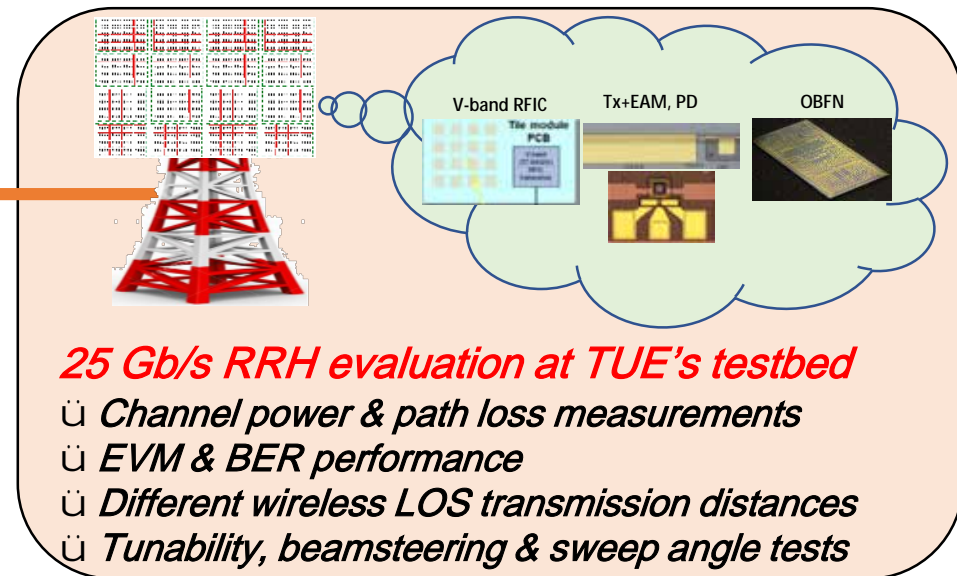 V-band RFIC
Tx+EAM, PD
OBFN
Tile module
PCB
V-band
25 Gb/s RRH evaluation at TUE’s testbed
ü Channel power & path loss measurements
ü EVM & BER performance
ü Different wireless LOS transmission distances
ü Tunability, beamsteering & sweep angle tests